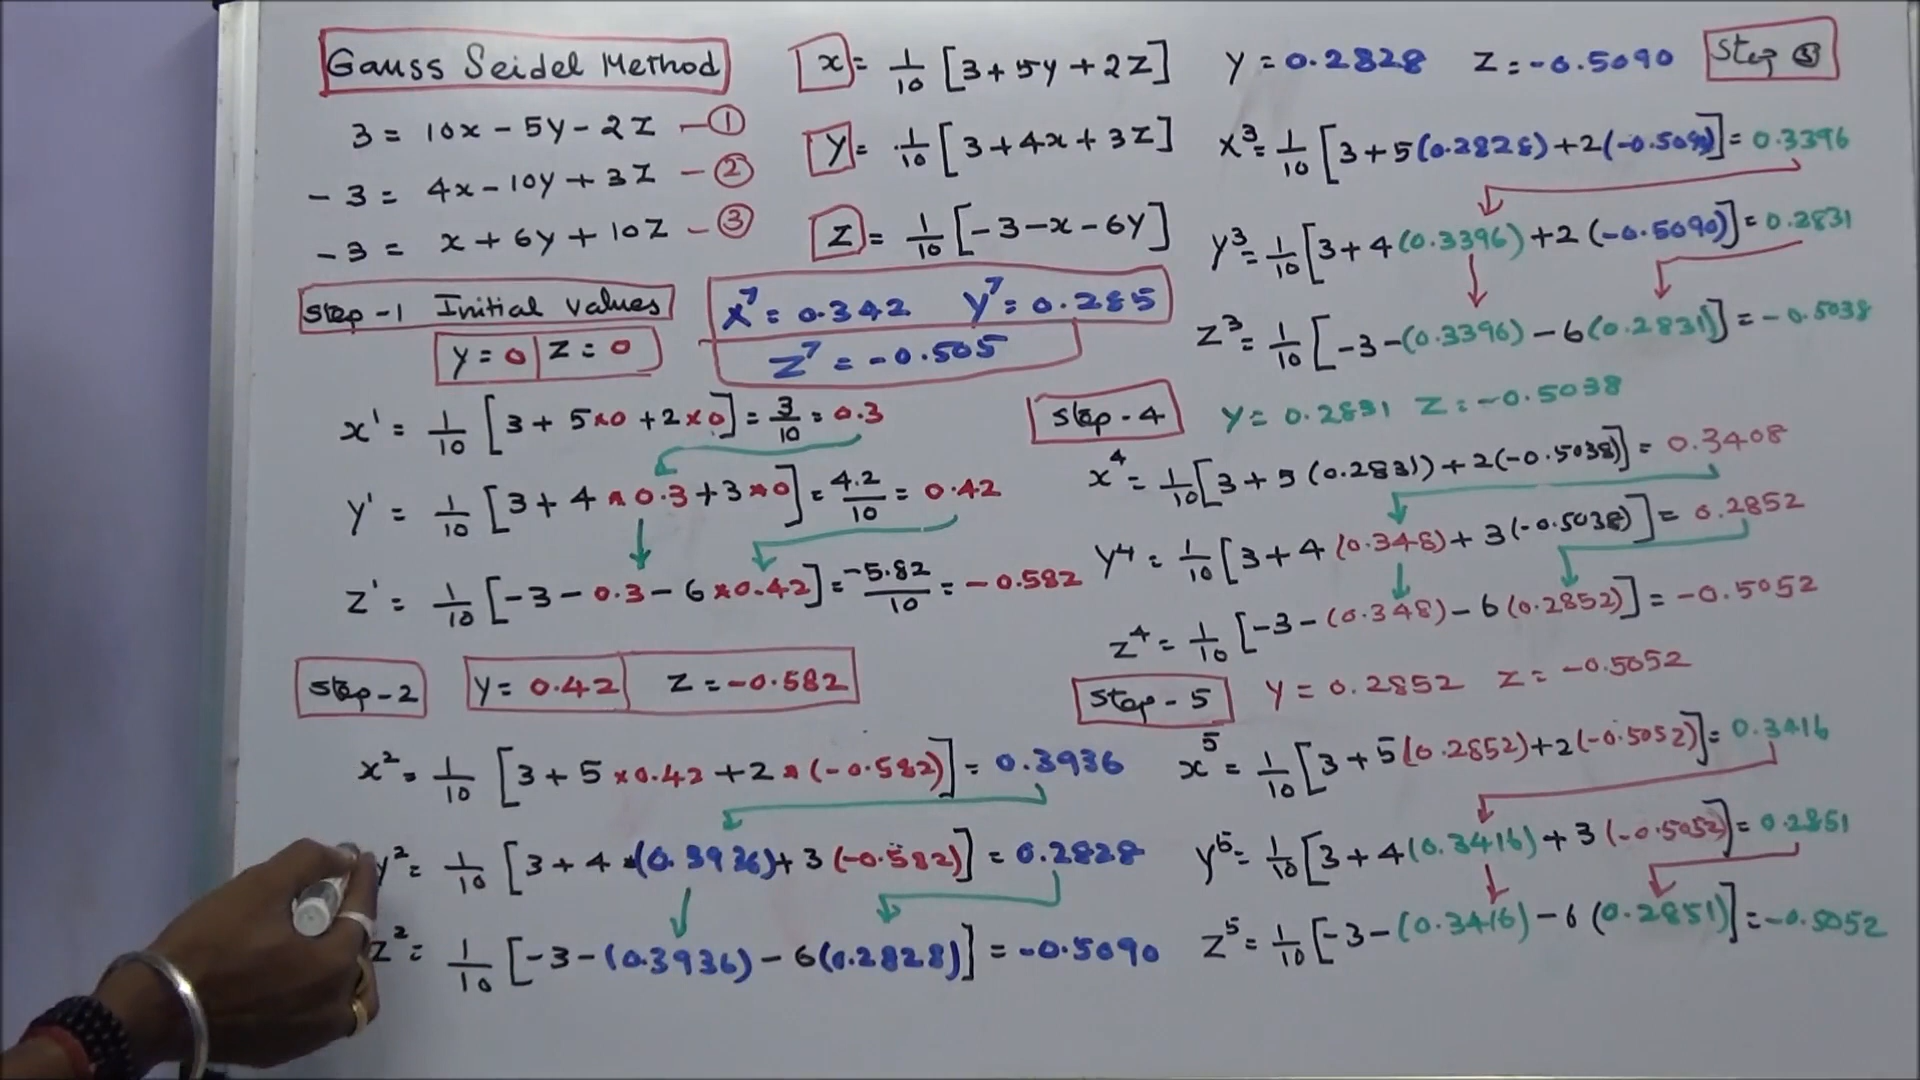 Gauss Seidel Method
3 = 10x - 5y - 2z - ①
- 3 = 4x - 10y + 3z - ②
- 3 = x + 6y + 10z - ③
x = 1/10 [3 + 5y + 2z]
y = 1/10 [3 + 4x + 3z]
z = 1/10 [-3 - x - 6y]
Step -1 Initial values
y = 0 | z = 0
x⁷ = 0.342 y⁷ = 0.285
z⁷ = -0.505
x¹ = 1/10 [3 + 5×0 + 2×0] = 3/10 = 0.3
y¹ = 1/10 [3 + 4 × 0.3 + 3×0] = 4.2/10 = 0.42
z¹ = 1/10 [-3 - 0.3 - 6 × 0.42] = -5.82/10 = -0.582
Step -2 y = 0.42 z = -0.582
x² = 1/10 [3 + 5 × 0.42 + 2 × (-0.582)] = 0.3936
y² = 1/10 [3 + 4 (0.3936) + 3 (-0.582)] = 0.2828
z² = 1/10 [-3 - (0.3936) - 6 (0.2828)] = -0.5090
y = 0.2828 z = -0.5090 Step ③
x³ = 1/10 [3 + 5 (0.2828) + 2 (-0.5090)] = 0.3396
y³ = 1/10 [3 + 4 (0.3396) + 2 (-0.5090)] = 0.2831
z³ = 1/10 [-3 - (0.3396) - 6 (0.2831)] = -0.5038
Step - 4 y = 0.2831 z = -0.5038
x⁴ = 1/10 [3 + 5 (0.2831) + 2 (-0.5038)] = 0.3408
y⁴ = 1/10 [3 + 4 (0.348) + 3 (-0.5038)] = 0.2852
z⁴ = 1/10 [-3 - (0.348) - 6 (0.2852)] = -0.5052
Step - 5 y = 0.2852 z = -0.5052
x⁵ = 1/10 [3 + 5 (0.2852) + 2 (-0.5052)] = 0.3416
y⁵ = 1/10 [3 + 4 (0.3416) + 3 (-0.5052)] = 0.2851
z⁵ = 1/10 [-3 - (0.3416) - 6 (0.2851)] = -0.5052